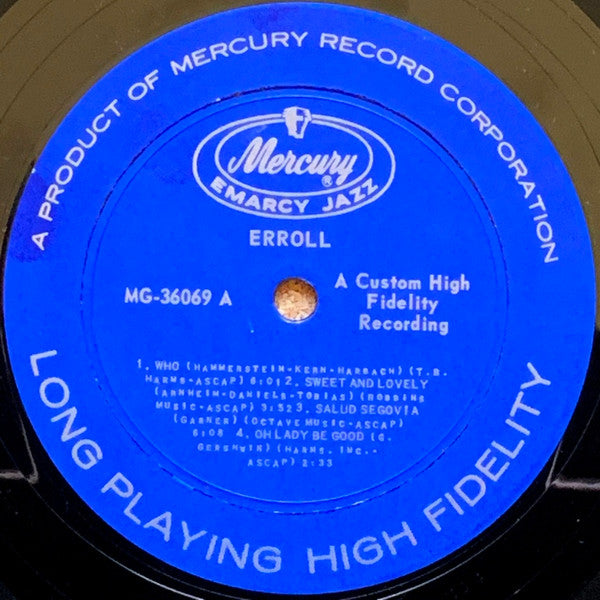 A PRODUCT OF MERCURY RECORD CORPORATION
Mercury ®
EMARCY JAZZ
ERROLL
MG-36069 A
A Custom High
Fidelity
Recording
1. WHO (HAMMERSTEIN-KERN-HARBACH) (T.B.
HARMS-ASCAP) 6:01 2. SWEET AND LOVELY
(ARNHEIM-DANIELS-TOBIAS) (ROBBINS
MUSIC-ASCAP) 3:52 3. SALUD SEGOVIA
(GARNER) (OCTAVE MUSIC-ASCAP)
6:08 4. OH LADY BE GOOD (G.
GERSHWIN) (HARMS, INC.-
ASCAP) 2:33
LONG PLAYING HIGH FIDELITY